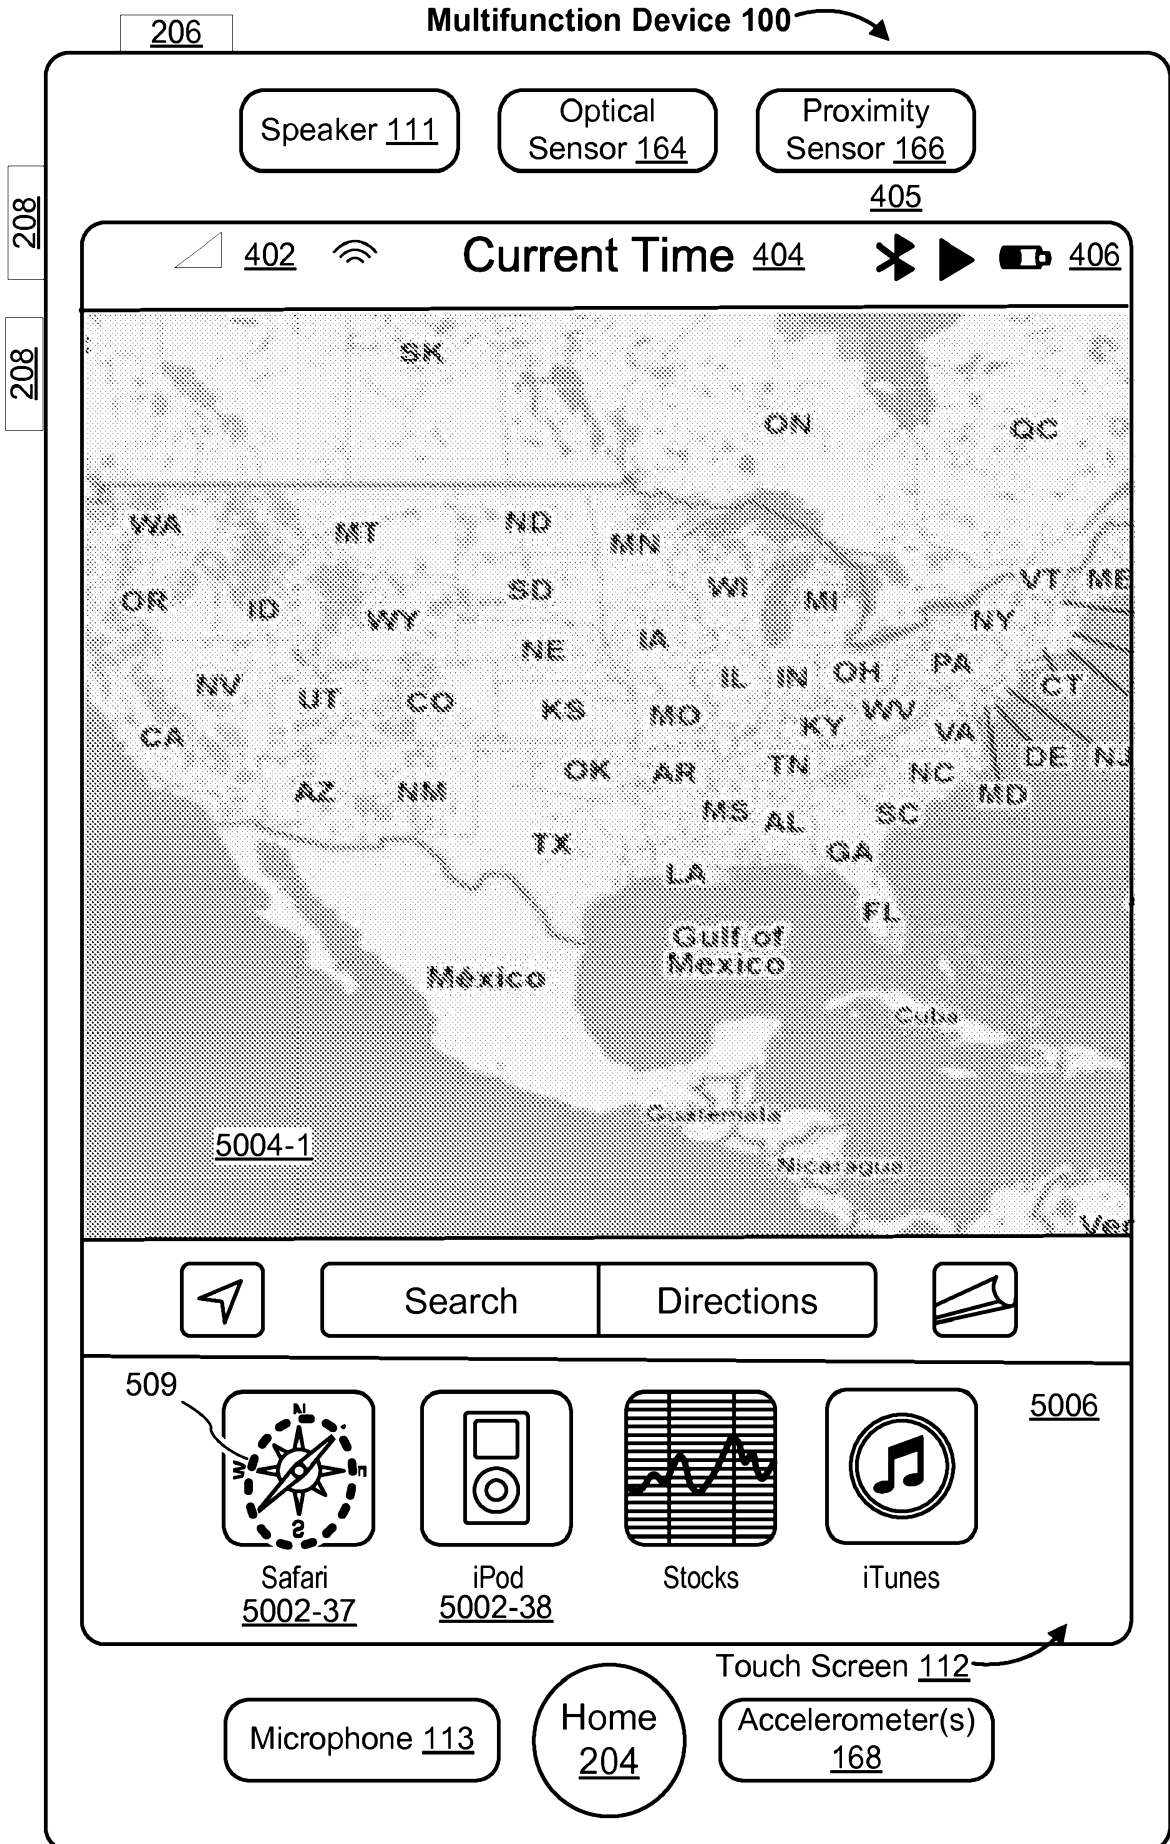 Multifunction Device 100
206
Speaker 111
Optical
Sensor 164
Proximity
Sensor 166
208
208
405
402
Current Time 404
406
SK
ON
QC
WA
MT
ND
MN
VT
ME
OR
ID
WY
SD
WI
MI
NY
NE
IA
NV
UT
CO
KS
MO
IL
IN
OH
PA
CT
CA
KY
WV
VA
DE
NJ
AZ
NM
OK
AR
TN
NC
MD
TX
MS
AL
SC
LA
GA
FL
Gulf of
Mexico
México
Cuba
Guatemala
Nicaragua
5004-1
Ver
Search
Directions
509
N
W
E
S
5006
Safari
5002-37
iPod
5002-38
Stocks
iTunes
Touch Screen 112
Microphone 113
Home
204
Accelerometer(s)
168